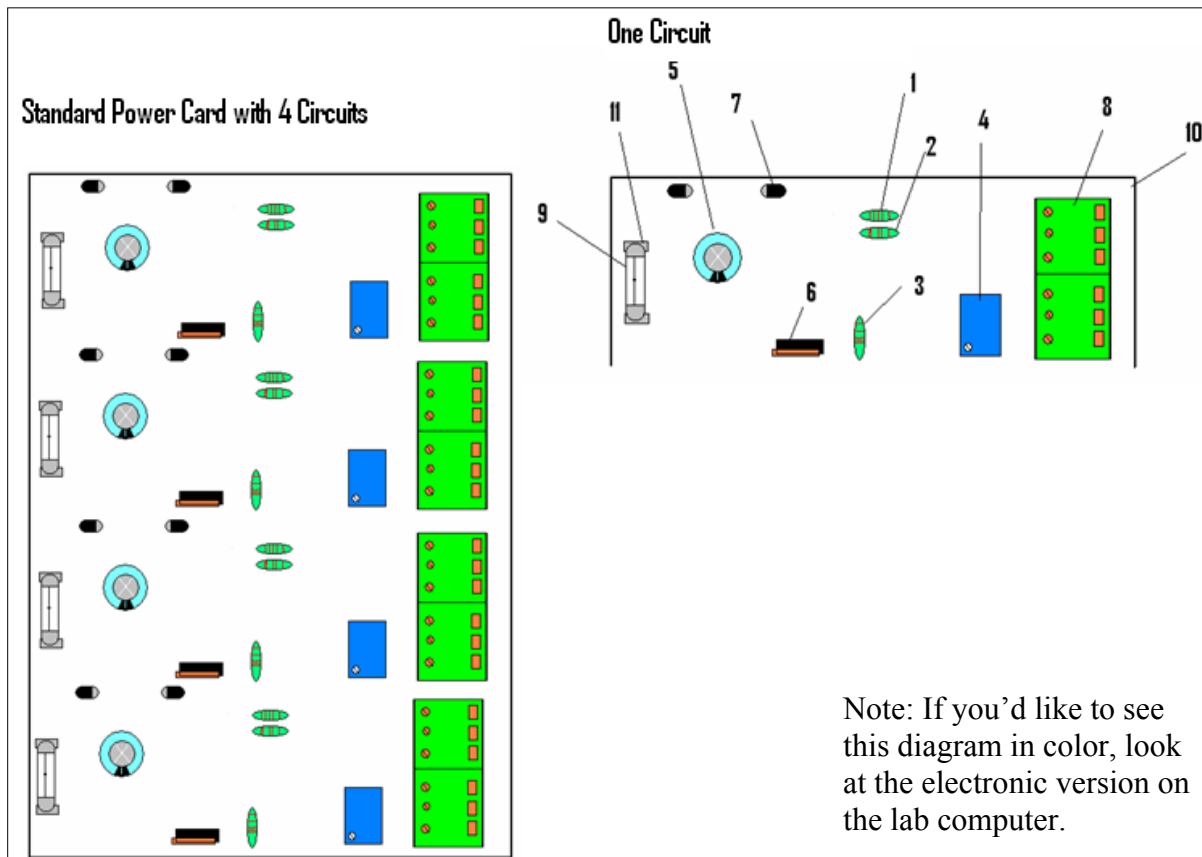 One Circuit
Standard Power Card with 4 Circuits
5
1
11
7
4
8
2
10
9
6
3
Note: If you’d like to see
this diagram in color, look
at the electronic version on
the lab computer.